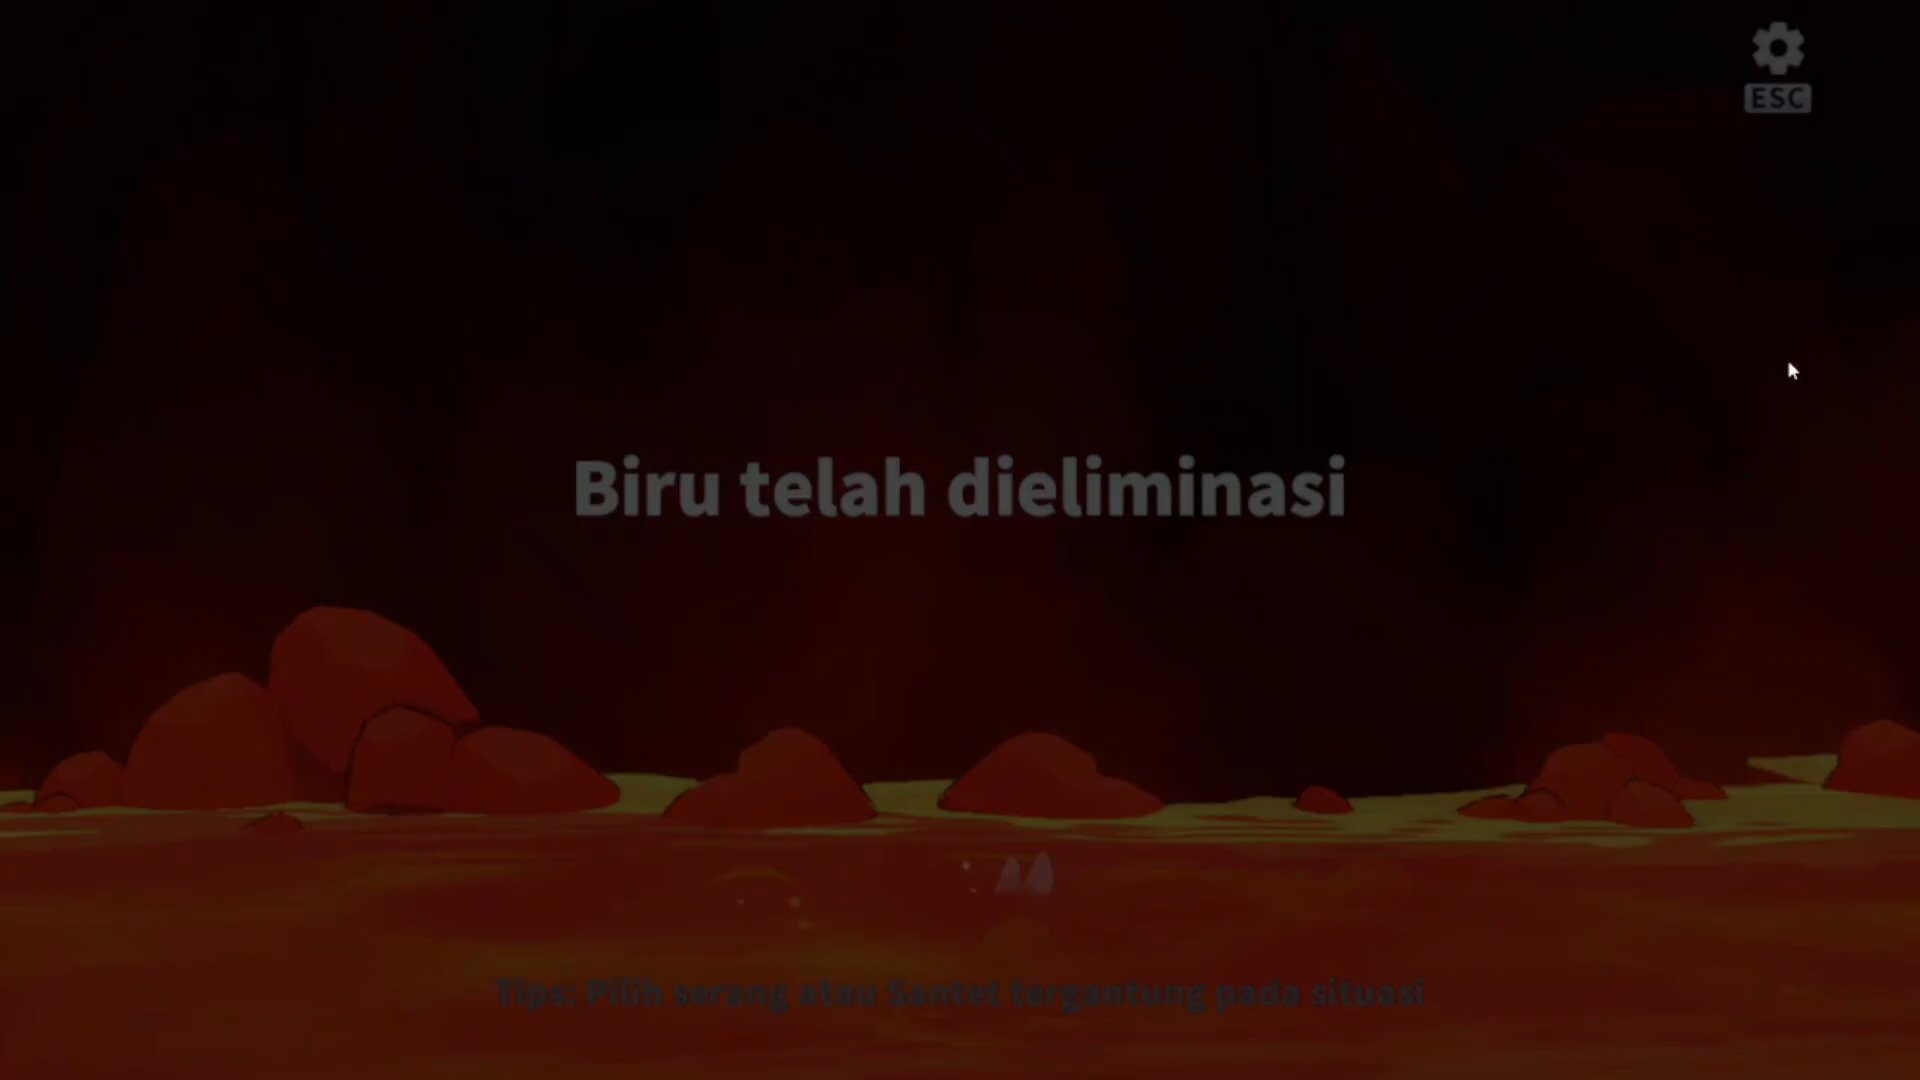 ESC
Biru telah dieliminasi
Tips: Pilih serang atau Santet tergantung pada situasi